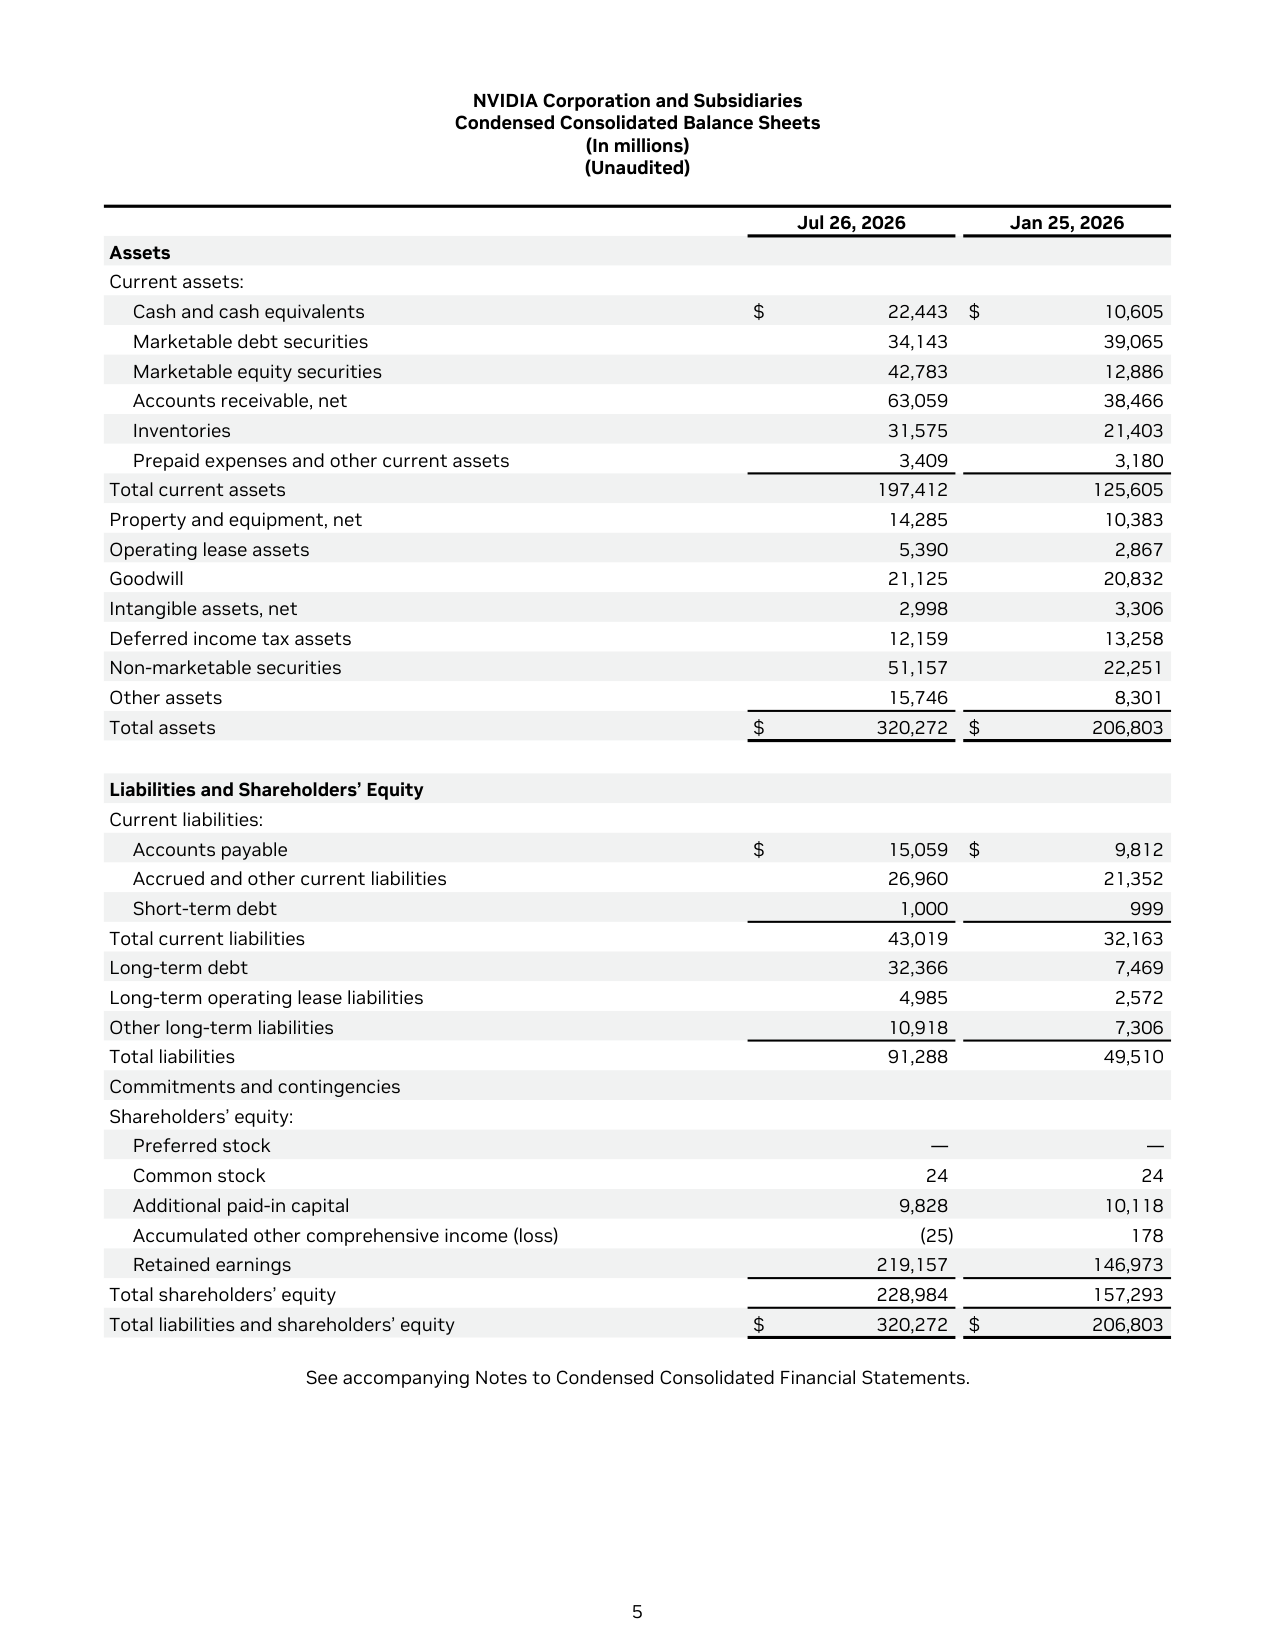 NVIDIA Corporation and Subsidiaries
Condensed Consolidated Balance Sheets
(In millions)
(Unaudited)
Jul 26, 2026 Jan 25, 2026
Assets
Current assets:
Cash and cash equivalents $ 22,443 $ 10,605
Marketable debt securities 34,143 39,065
Marketable equity securities 42,783 12,886
Accounts receivable, net 63,059 38,466
Inventories 31,575 21,403
Prepaid expenses and other current assets 3,409 3,180
Total current assets 197,412 125,605
Property and equipment, net 14,285 10,383
Operating lease assets 5,390 2,867
Goodwill 21,125 20,832
Intangible assets, net 2,998 3,306
Deferred income tax assets 12,159 13,258
Non-marketable securities 51,157 22,251
Other assets 15,746 8,301
Total assets $ 320,272 $ 206,803
Liabilities and Shareholders’ Equity
Current liabilities:
Accounts payable $ 15,059 $ 9,812
Accrued and other current liabilities 26,960 21,352
Short-term debt 1,000 999
Total current liabilities 43,019 32,163
Long-term debt 32,366 7,469
Long-term operating lease liabilities 4,985 2,572
Other long-term liabilities 10,918 7,306
Total liabilities 91,288 49,510
Commitments and contingencies
Shareholders’ equity:
Preferred stock — —
Common stock 24 24
Additional paid-in capital 9,828 10,118
Accumulated other comprehensive income (loss) (25) 178
Retained earnings 219,157 146,973
Total shareholders’ equity 228,984 157,293
Total liabilities and shareholders’ equity $ 320,272 $ 206,803
See accompanying Notes to Condensed Consolidated Financial Statements.
5